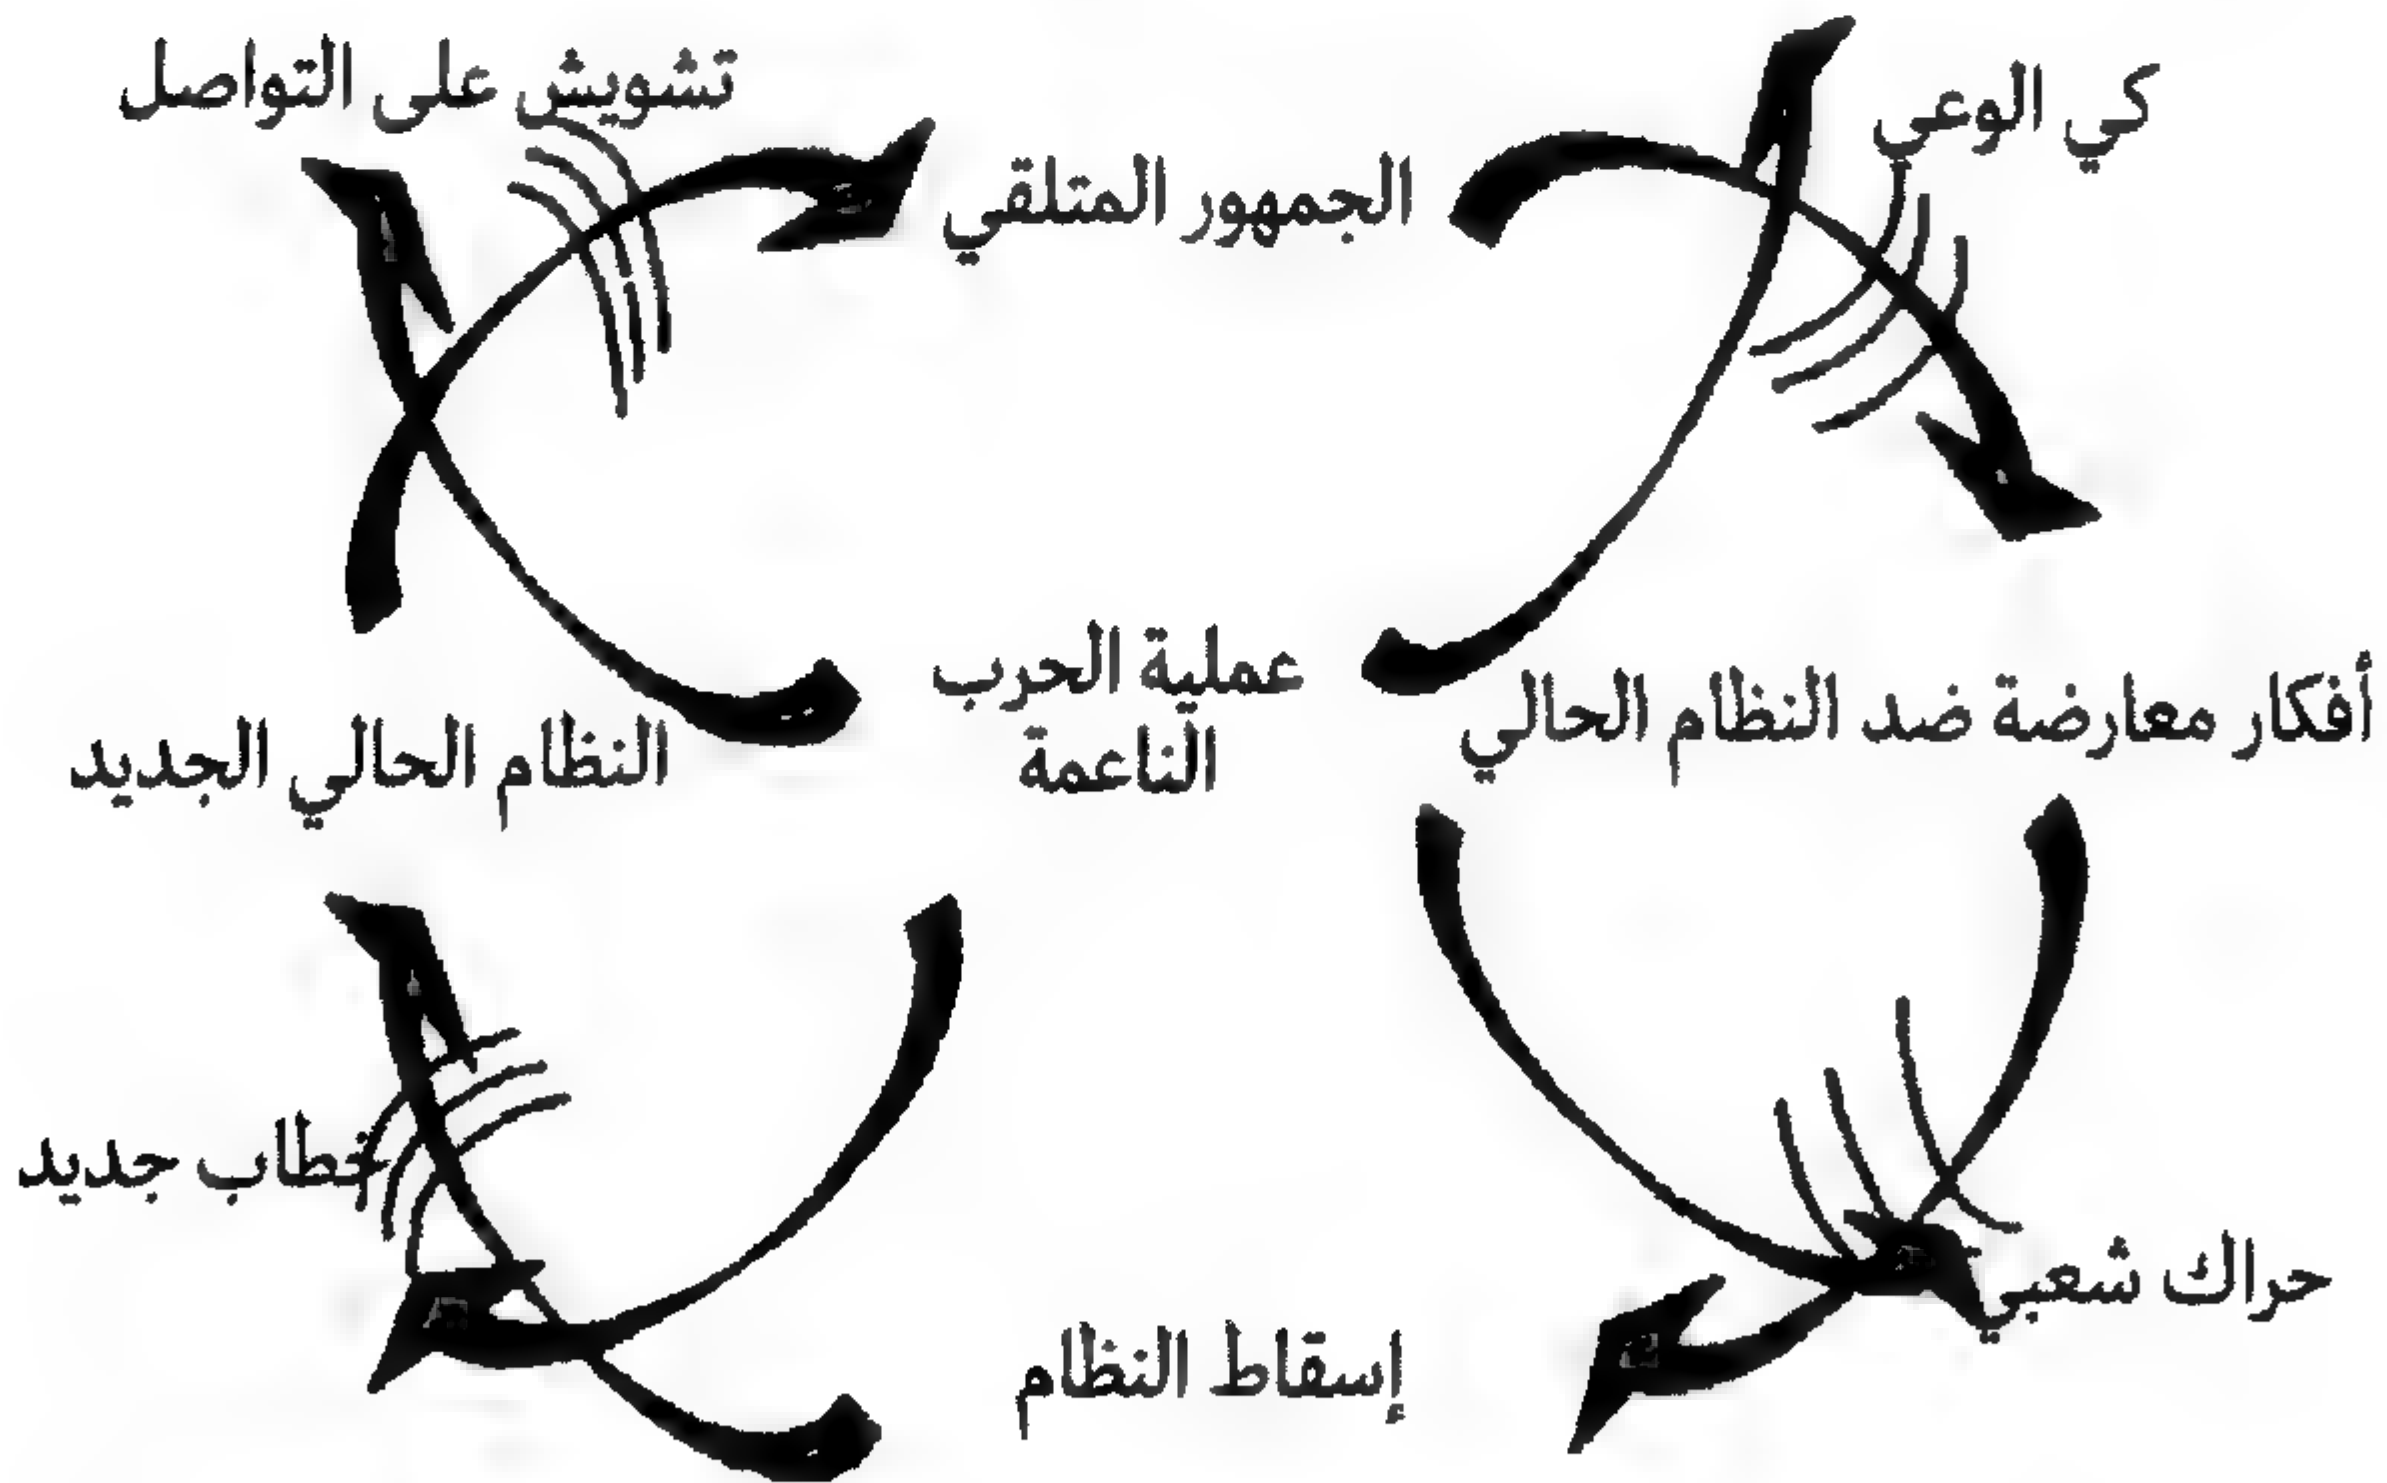 كي الوعي
تشويش على التواصل
الجمهور المتلقي
أفكار معارضة ضد النظام الحالي
عملية الحرب
الناعمة
النظام الحالي الجديد
حراك شعبي
خطاب جديد
إسقاط النظام